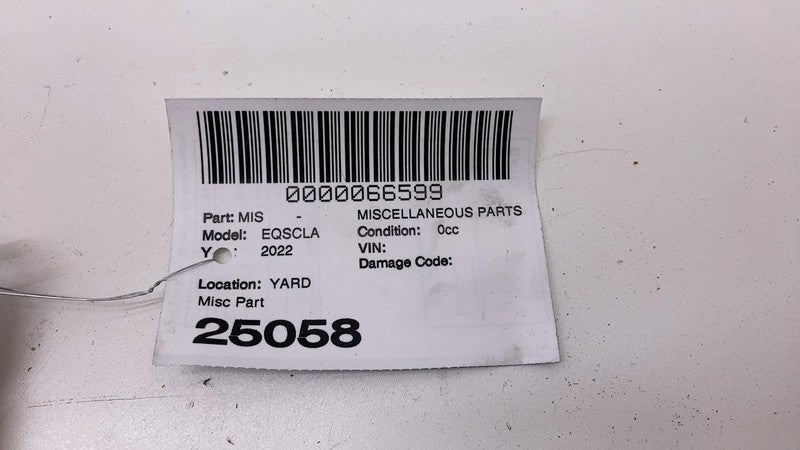 0000066599
Part: MIS - MISCELLANEOUS PARTS
Model: EQSCLA Condition: 0cc
Y : 2022 VIN:
Damage Code:
Location: YARD
Misc Part
25058